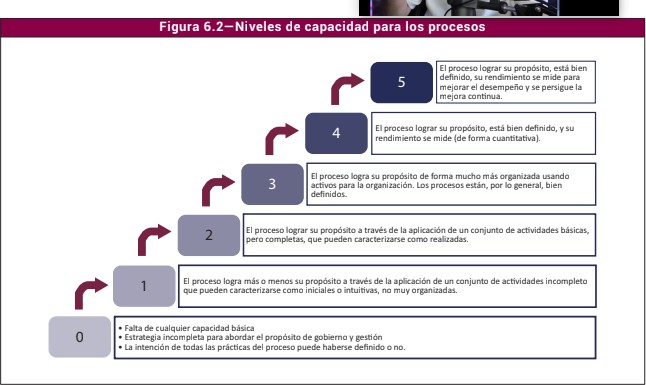 Figura 6.2—Niveles de capacidad para los procesos
5
El proceso lograr su propósito, está bien
definido, su rendimiento se mide para
mejorar el desempeño y se persigue la
mejora continua.
4
El proceso lograr su propósito, está bien definido, y su
rendimiento se mide (de forma cuantitativa).
3
El proceso logra su propósito de forma mucho más organizada usando
activos para la organización. Los procesos están, por lo general, bien
definidos.
2
El proceso lograr su propósito a través de la aplicación de un conjunto de actividades básicas,
pero completas, que pueden caracterizarse como realizadas.
1
El proceso logra más o menos su propósito a través de la aplicación de un conjunto de actividades incompleto
que pueden caracterizarse como iniciales o intuitivas, no muy organizadas.
0
• Falta de cualquier capacidad básica
• Estrategia incompleta para abordar el propósito de gobierno y gestión
• La intención de todas las prácticas del proceso puede haberse definido o no.